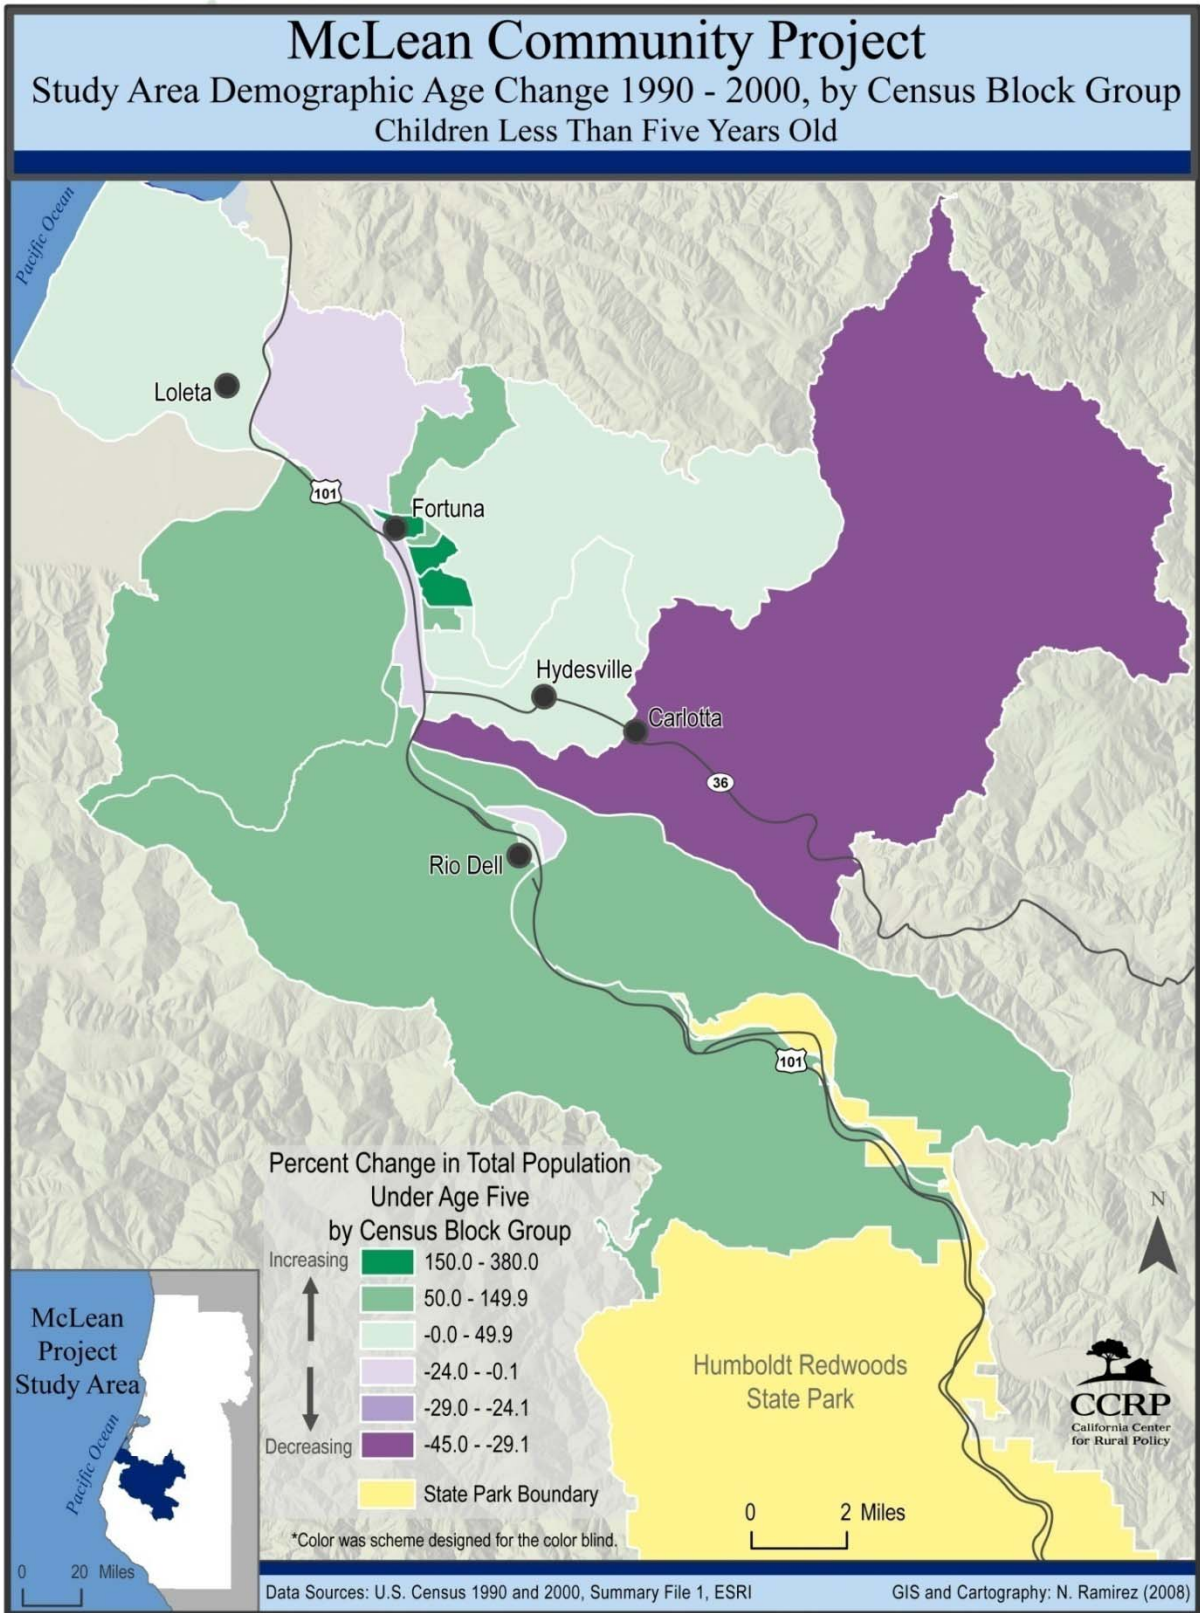 McLean Community Project
Study Area Demographic Age Change 1990 - 2000, by Census Block Group
Children Less Than Five Years Old
Pacific Ocean
Loleta
101
Fortuna
Hydesville
Carlotta
36
Rio Dell
101
Percent Change in Total Population
Under Age Five
by Census Block Group
Increasing
150.0 - 380.0
50.0 - 149.9
-0.0 - 49.9
-24.0 - -0.1
-29.0 - -24.1
Decreasing
-45.0 - -29.1
State Park Boundary
*Color was scheme designed for the color blind.
Humboldt Redwoods
State Park
0 2 Miles
N
CCRP
California Center
for Rural Policy
McLean
Project
Study Area
Pacific Ocean
0 20 Miles
Data Sources: U.S. Census 1990 and 2000, Summary File 1, ESRI
GIS and Cartography: N. Ramirez (2008)